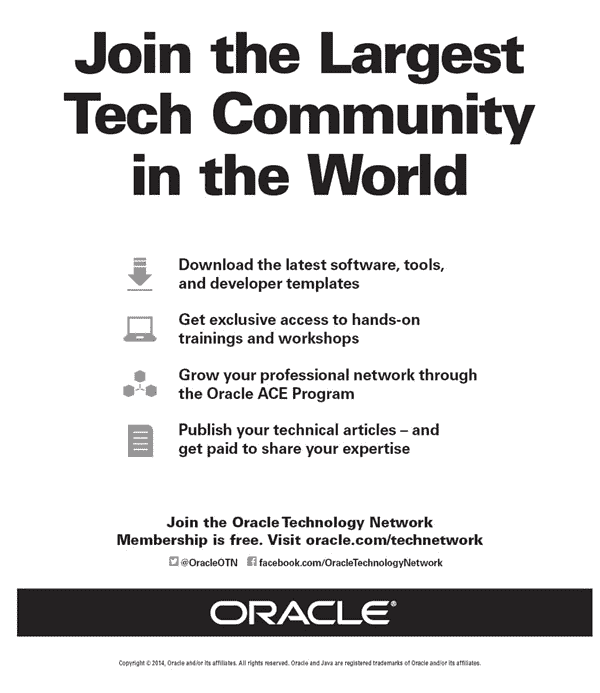 Join the Largest
Tech Community
in the World
Download the latest software, tools,
and developer templates
Get exclusive access to hands-on
trainings and workshops
Grow your professional network through
the Oracle ACE Program
Publish your technical articles – and
get paid to share your expertise
Join the Oracle Technology Network
Membership is free. Visit oracle.com/technetwork
@OracleOTN facebook.com/OracleTechnologyNetwork
ORACLE®
Copyright © 2014, Oracle and/or its affiliates. All rights reserved. Oracle and Java are registered trademarks of Oracle and/or its affiliates.